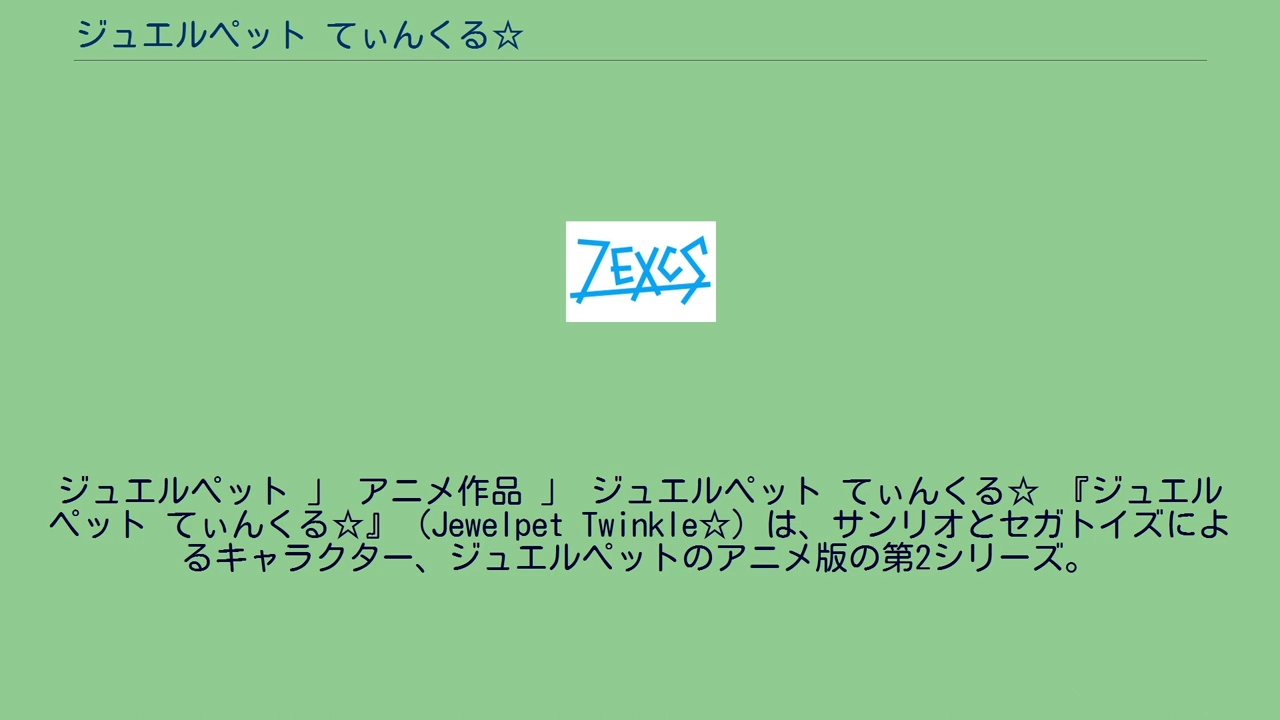 ジュエルペット てぃんくる☆
ZEXCS
ジュエルペット 」 アニメ作品 」 ジュエルペット てぃんくる☆ 『ジュエル
ペット てぃんくる☆』 (Jewelpet Twinkle☆) は、サンリオとセガトイズによ
るキャラクター、ジュエルペットのアニメ版の第2シリーズ。